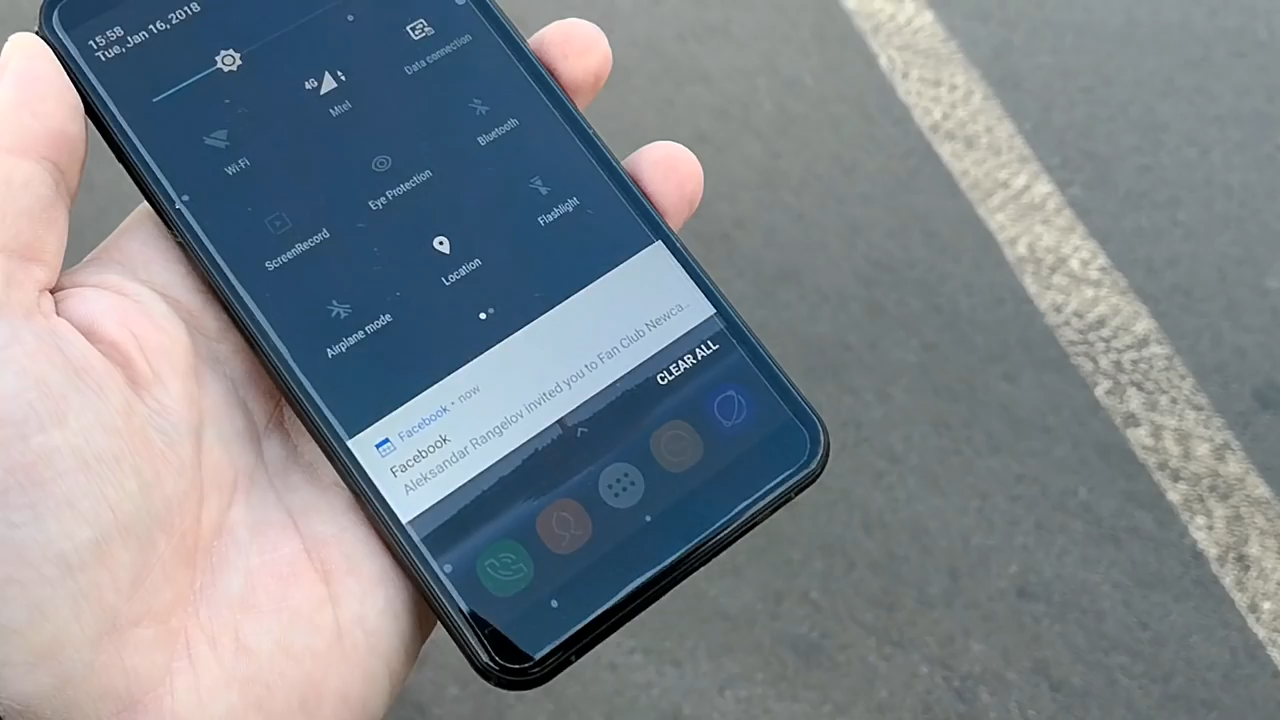 15:58
Tue, Jan 16, 2018
4G
Mtel
Data connection
Wi-Fi
Eye Protection
Bluetooth
ScreenRecord
Location
Flashlight
Airplane mode
Facebook • now
Facebook
Aleksandar Rangelov invited you to Fan Club Newca...
CLEAR ALL